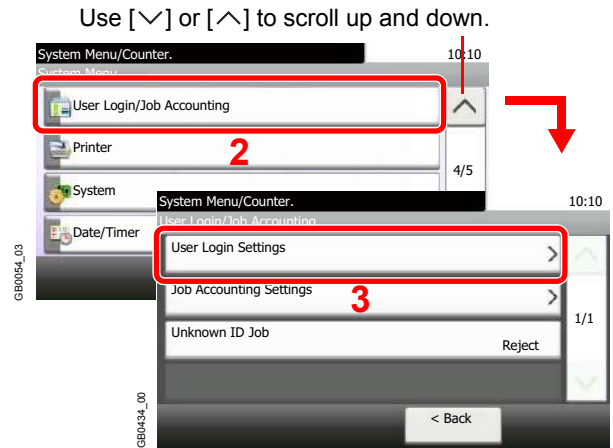 Use [∨] or [∧] to scroll up and down.
System Menu/Counter.
10:10
System Menu
User Login/Job Accounting
2
Printer
4/5
System
Date/Timer
GB0054_03
System Menu/Counter.
10:10
User Login/Job Accounting
User Login Settings
Job Accounting Settings
3
1/1
Unknown ID Job
Reject
< Back
GB0434_00